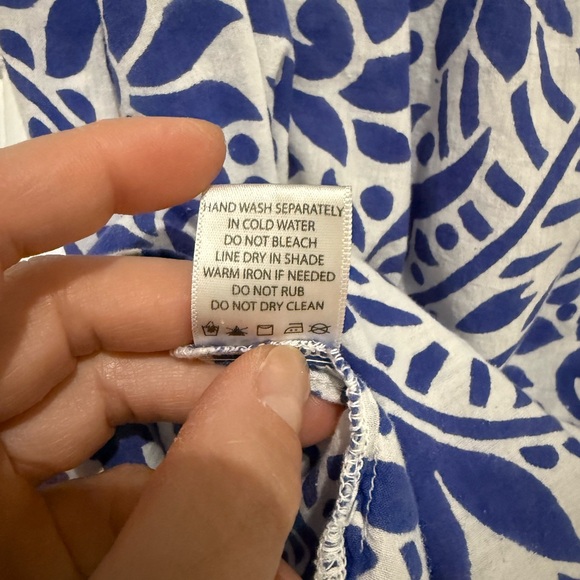 HAND WASH SEPARATELY
IN COLD WATER
DO NOT BLEACH
LINE DRY IN SHADE
WARM IRON IF NEEDED
DO NOT RUB
DO NOT DRY CLEAN